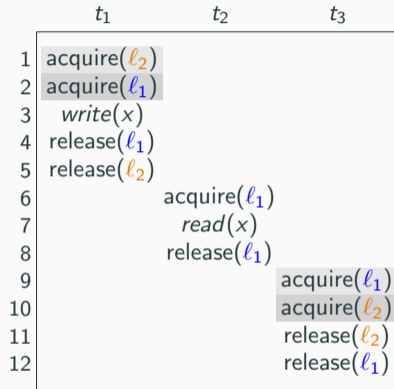 t₁ t₂ t₃
1 acquire(ℓ₂)
2 acquire(ℓ₁)
3 write(x)
4 release(ℓ₁)
5 release(ℓ₂)
6 acquire(ℓ₁)
7 read(x)
8 release(ℓ₁)
9 acquire(ℓ₁)
10 acquire(ℓ₂)
11 release(ℓ₂)
12 release(ℓ₁)